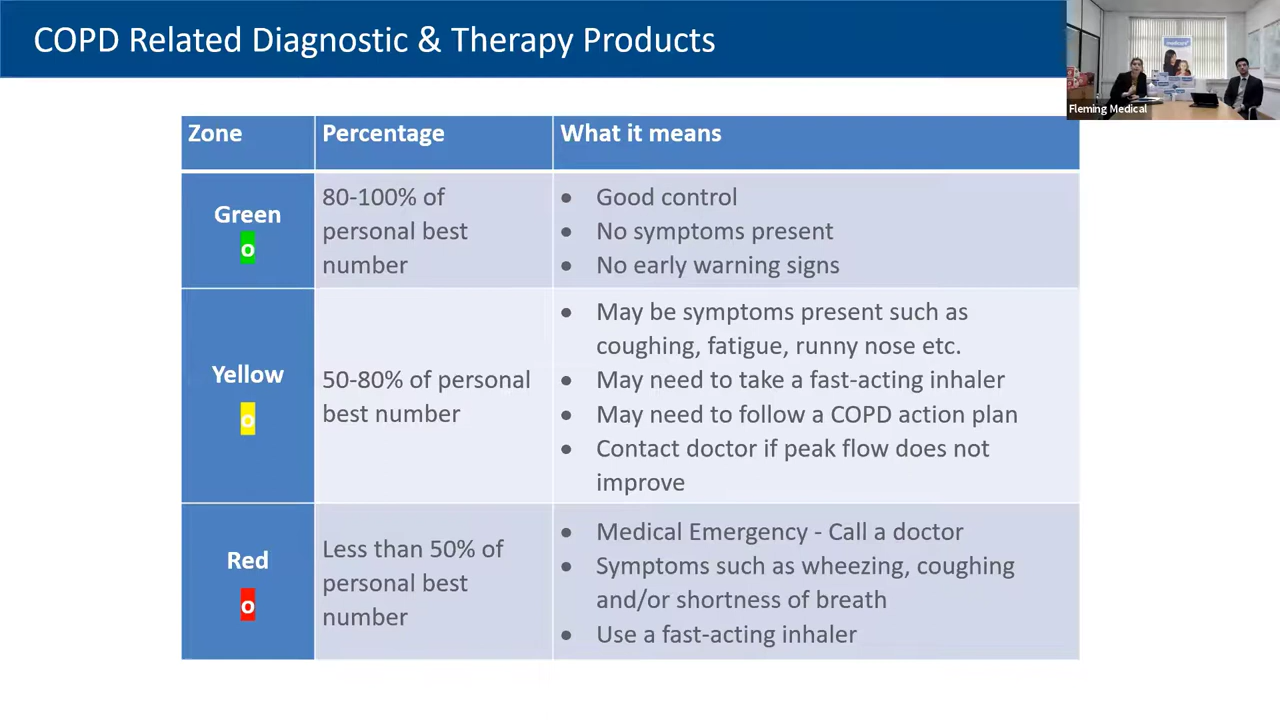 COPD Related Diagnostic & Therapy Products
Fleming Medical
Zone
Percentage
What it means
Green
o
80-100% of
personal best
number
• Good control
• No symptoms present
• No early warning signs
Yellow
o
50-80% of personal
best number
• May be symptoms present such as
coughing, fatigue, runny nose etc.
• May need to take a fast-acting inhaler
• May need to follow a COPD action plan
• Contact doctor if peak flow does not
improve
Red
o
Less than 50% of
personal best
number
• Medical Emergency - Call a doctor
• Symptoms such as wheezing, coughing
and/or shortness of breath
• Use a fast-acting inhaler